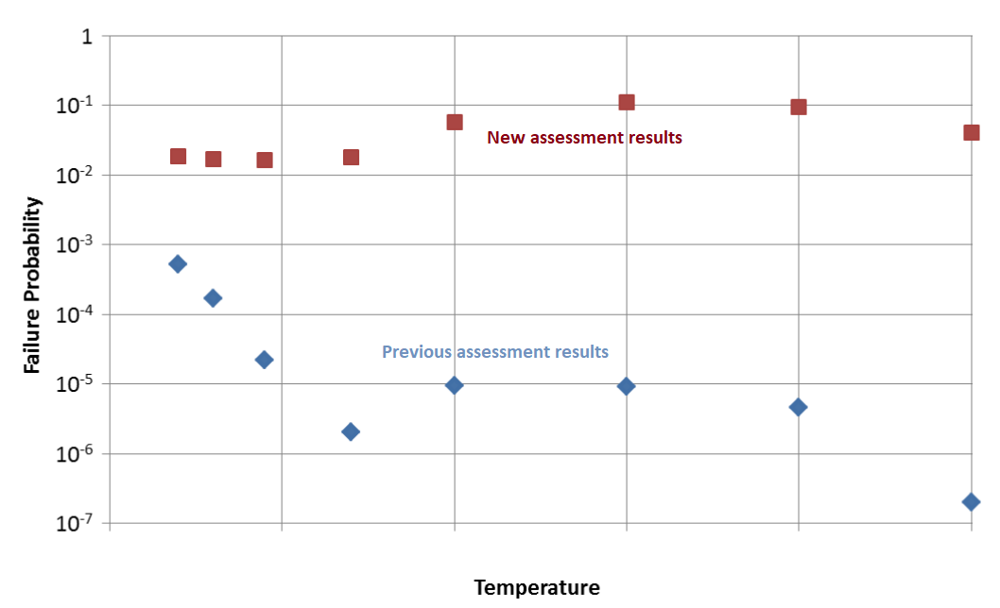 1
10-1
10-2
10-3
10-4
10-5
10-6
10-7
Failure Probability
New assessment results
Previous assessment results
Temperature